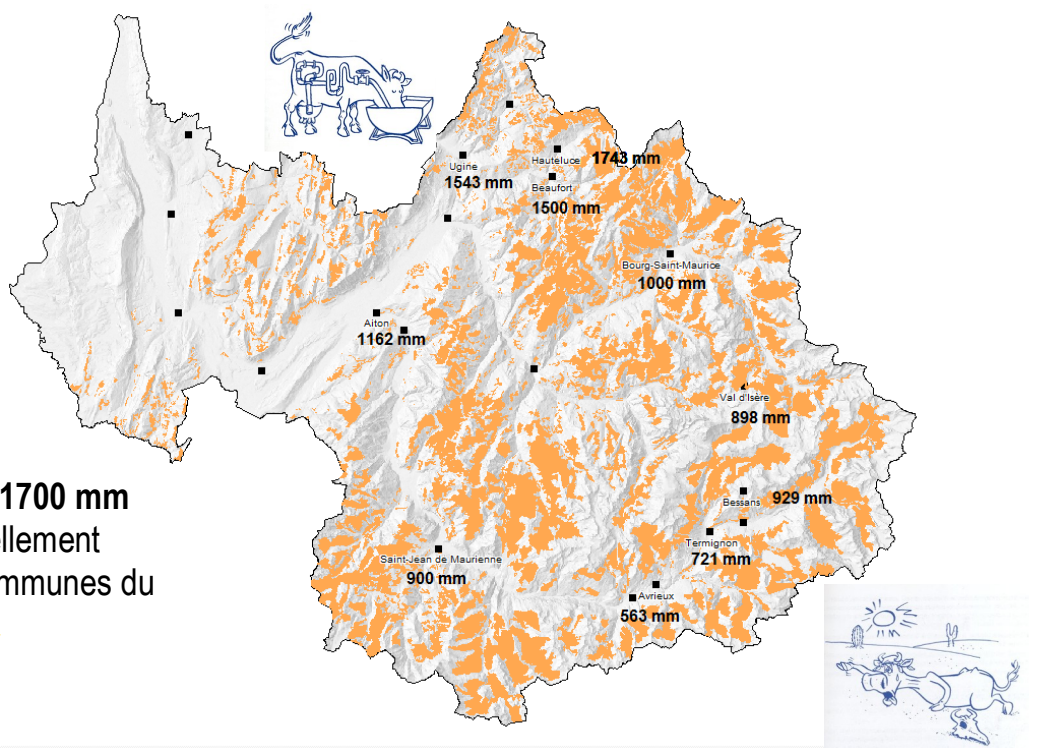 Hauteluce 1743 mm
Ugine
1543 mm
Beaufort
1500 mm
Bourg-Saint-Maurice
1000 mm
Aiton
1162 mm
Val d'Isère
898 mm
1700 mm
ellement
mmunes du
Bessans 929 mm
Termignon
721 mm
Saint-Jean de Maurienne
900 mm
Avrieux
563 mm